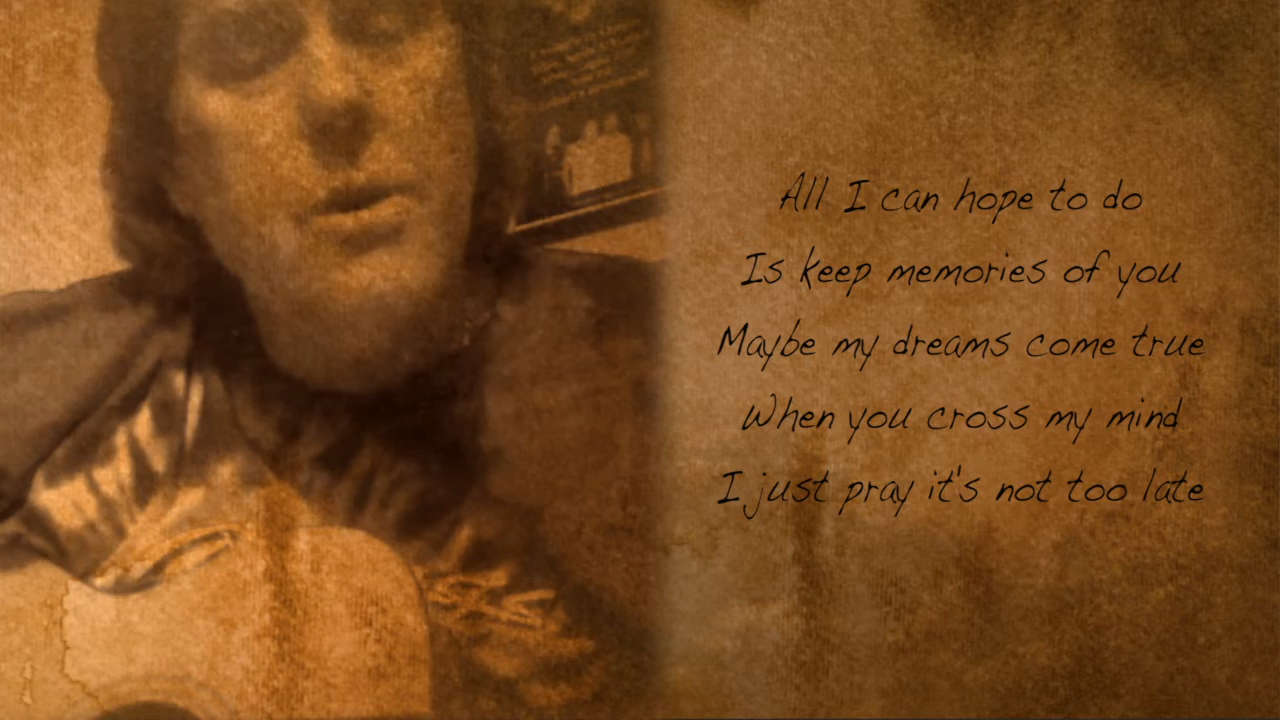 All I can hope to do
Is keep memories of you
Maybe my dreams come true
When you cross my mind
I just pray it's not too late